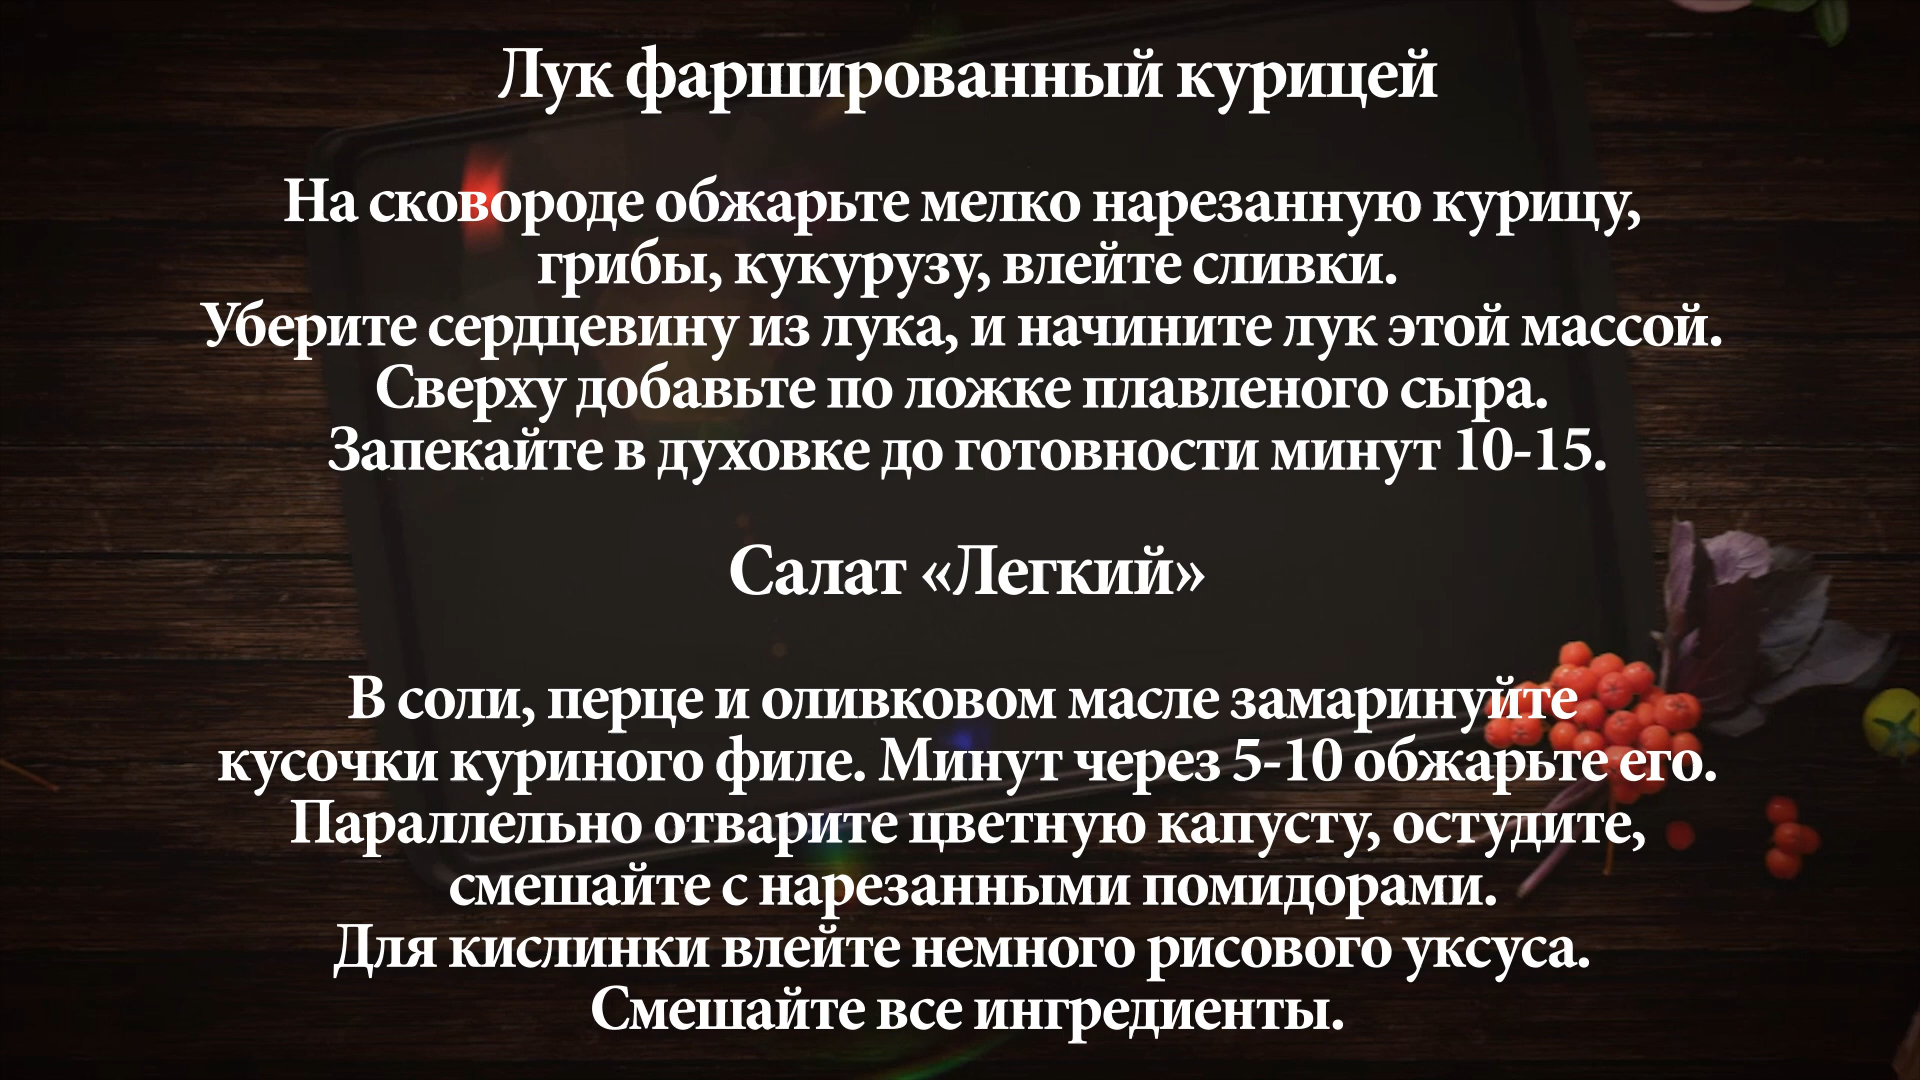 Лук фаршированный курицей
На сковороде обжарьте мелко нарезанную курицу,
грибы, кукурузу, влейте сливки.
Уберите сердцевину из лука, и начините лук этой массой.
Сверху добавьте по ложке плавленого сыра.
Запекайте в духовке до готовности минут 10-15.
Салат «Легкий»
В соли, перце и оливковом масле замаринуйте
кусочки куриного филе. Минут через 5-10 обжарьте его.
Параллельно отварите цветную капусту, остудите,
смешайте с нарезанными помидорами.
Для кислинки влейте немного рисового уксуса.
Смешайте все ингредиенты.